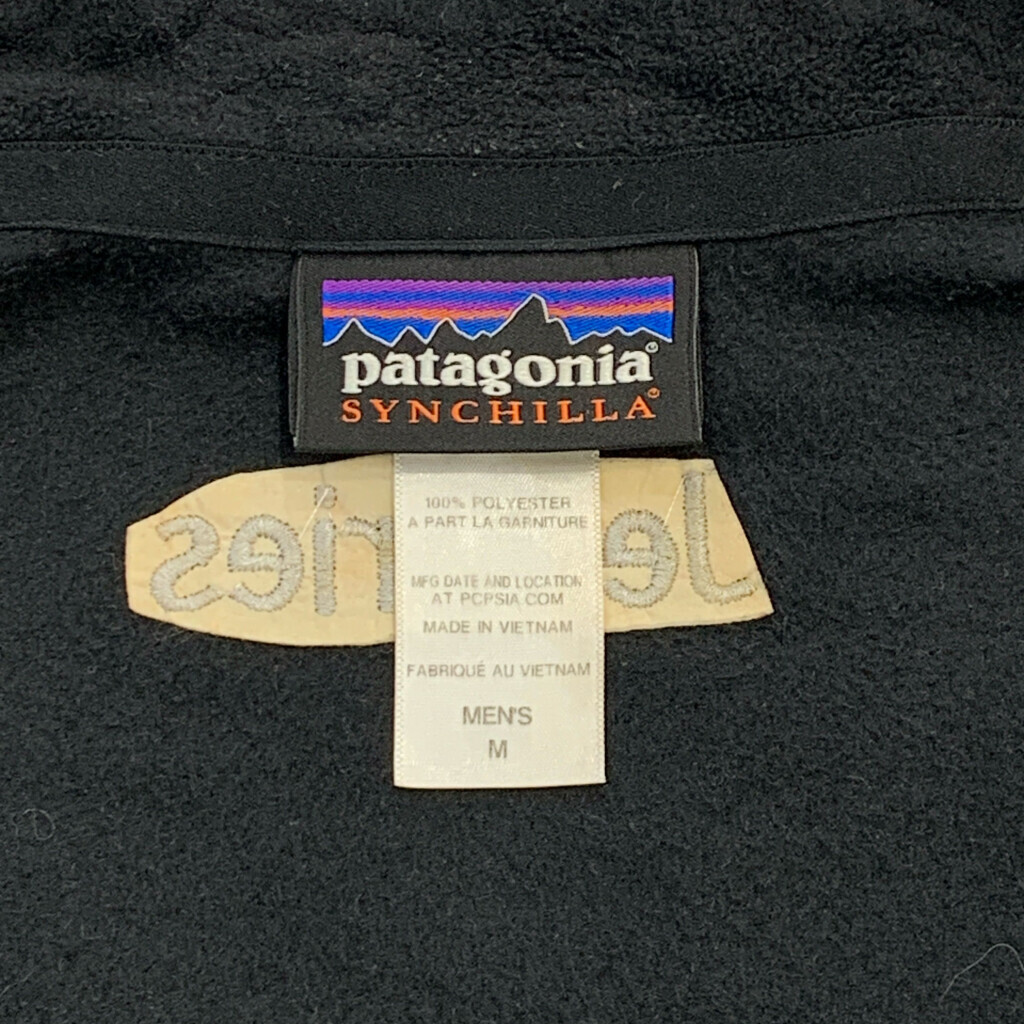 patagonia®
SYNCHILLA®
100% POLYESTER
A PART LA GARNITURE
MFG DATE AND LOCATION
AT PCPSIA.COM
MADE IN VIETNAM
FABRIQUÉ AU VIETNAM
MEN'S
M